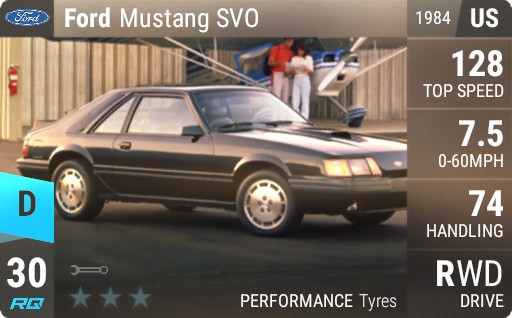 Ford Ford Mustang SVO 1984 US
128
TOP SPEED
7.5
0-60MPH
74
HANDLING
D
30
RQ
PERFORMANCE Tyres
RWD
DRIVE